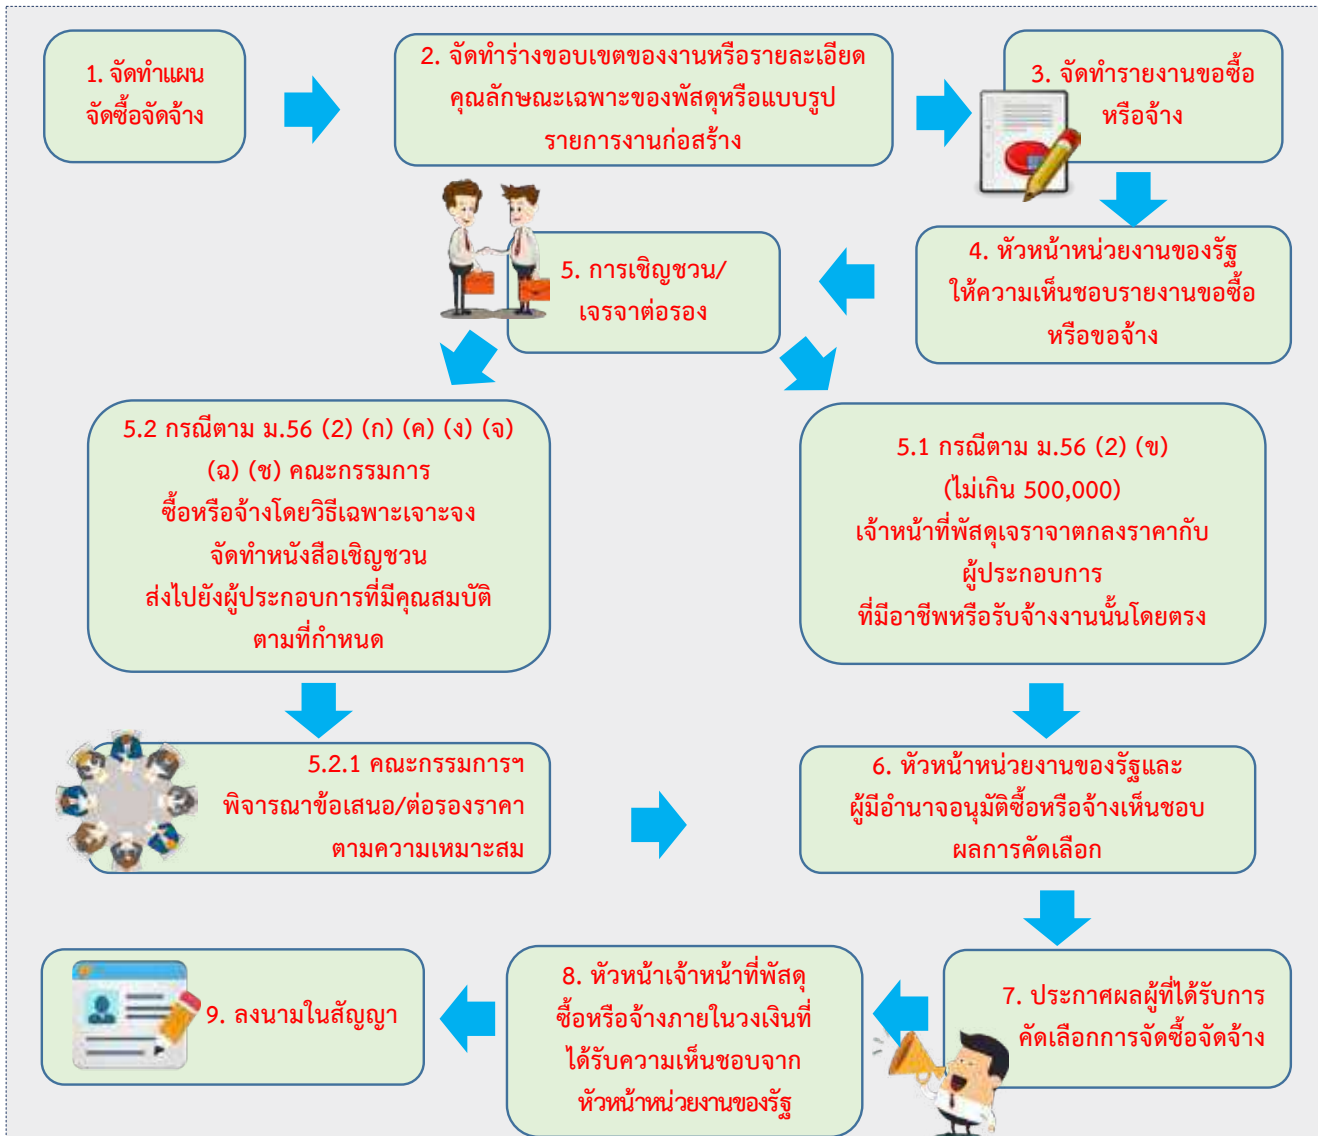 1. จัดทำแผน
จัดซื้อจัดจ้าง
2. จัดทำร่างขอบเขตของงานหรือรายละเอียด
คุณลักษณะเฉพาะของพัสดุหรือแบบรูป
รายการงานก่อสร้าง
3. จัดทำรายงานขอซื้อ
หรือจ้าง
4. หัวหน้าหน่วยงานของรัฐ
ให้ความเห็นชอบรายงานขอซื้อ
หรือขอจ้าง
5. การเชิญชวน/
เจรจาต่อรอง
5.2 กรณีตาม ม.56 (2) (ก) (ค) (ง) (จ)
(ฉ) (ช) คณะกรรมการ
ซื้อหรือจ้างโดยวิธีเฉพาะเจาะจง
จัดทำหนังสือเชิญชวน
ส่งไปยังผู้ประกอบการที่มีคุณสมบัติ
ตามที่กำหนด
5.1 กรณีตาม ม.56 (2) (ข)
(ไม่เกิน 500,000)
เจ้าหน้าที่พัสดุเจราจาตกลงราคากับ
ผู้ประกอบการ
ที่มีอาชีพหรือรับจ้างงานนั้นโดยตรง
5.2.1 คณะกรรมการฯ
พิจารณาข้อเสนอ/ต่อรองราคา
ตามความเหมาะสม
6. หัวหน้าหน่วยงานของรัฐและ
ผู้มีอำนาจอนุมัติซื้อหรือจ้างเห็นชอบ
ผลการคัดเลือก
7. ประกาศผลผู้ที่ได้รับการ
คัดเลือกการจัดซื้อจัดจ้าง
8. หัวหน้าเจ้าหน้าที่พัสดุ
ซื้อหรือจ้างภายในวงเงินที่
ได้รับความเห็นชอบจาก
หัวหน้าหน่วยงานของรัฐ
9. ลงนามในสัญญา